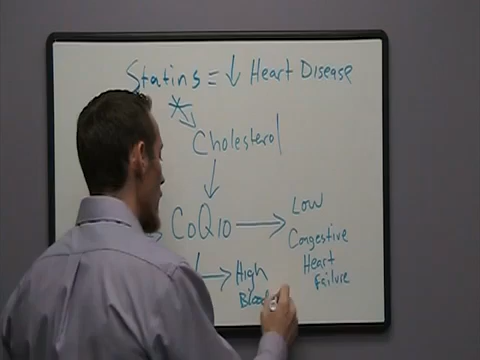 Statins = ↓ Heart Disease
Cholesterol
CoQ10 → Low
Congestive
Heart
Failure
→ High
Blood